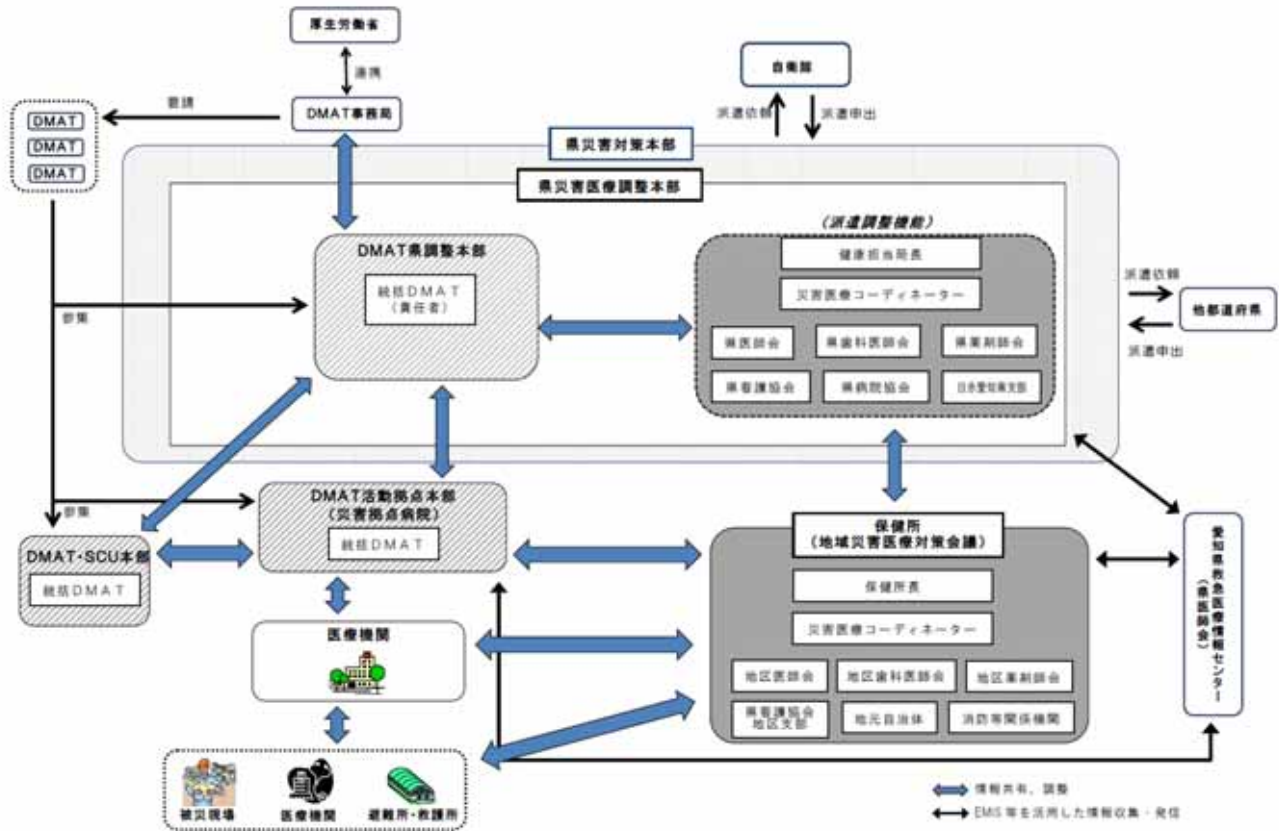 厚生労働省
連携
自衛隊
要請
DMAT事務局
派遣依頼
派遣申出
DMAT
DMAT
DMAT
県災害対策本部
県災害医療調整本部
(派遣調整機能)
DMAT県調整本部
健康担当局長
統括DMAT
(責任者)
災害医療コーディネーター
派遣依頼
他都道府県
派遣申出
参集
県医師会
県歯科医師会
県薬剤師会
県看護協会
県病院協会
日赤愛知県支部
DMAT活動拠点本部
(災害拠点病院)
統括DMAT
参集
DMAT・SCU本部
統括DMAT
保健所
(地域災害医療対策会議)
保健所長
災害医療コーディネーター
愛知県救急医療情報センター
(県医師会)
医療機関
地区医師会
地区歯科医師会
地区薬剤師会
県看護協会
地区支部
地元自治体
消防等関係機関
被災現場
医療機関
避難所・救護所
情報共有、調整
EMIS等を活用した情報収集・発信